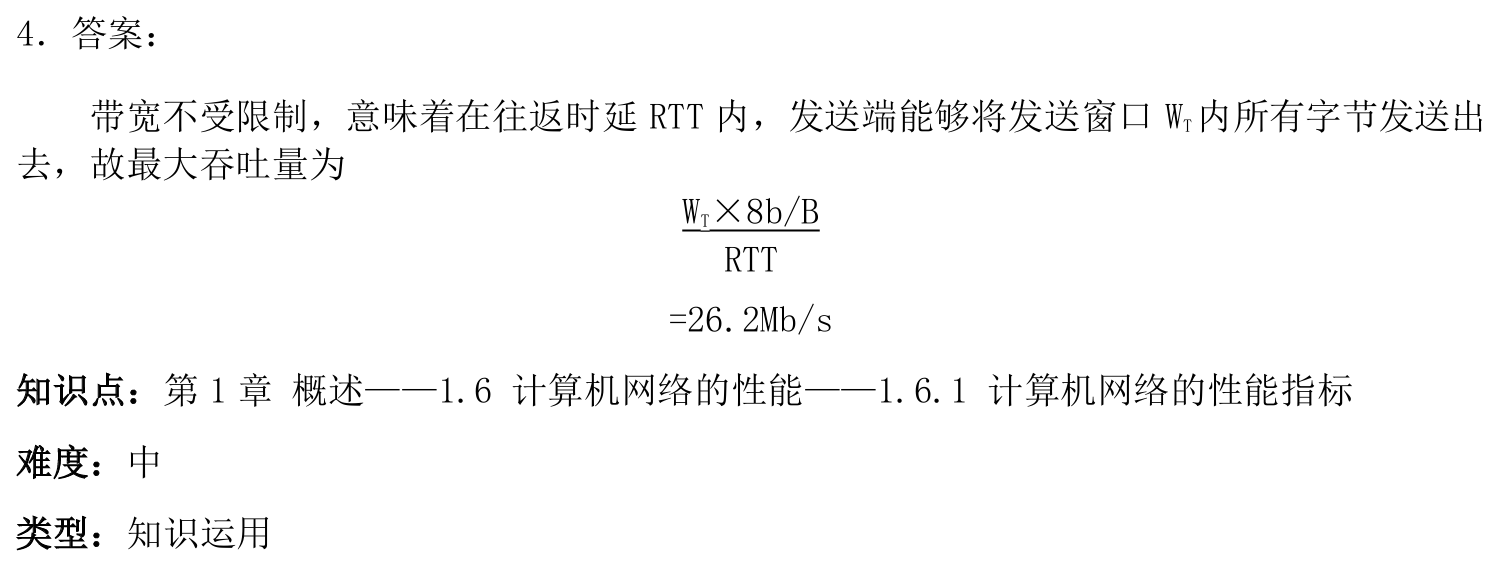 4. 答案：
带宽不受限制，意味着在往返时延 RTT 内，发送端能够将发送窗口 W_T 内所有字节发送出
去，故最大吞吐量为
W_T×8b/B
RTT
=26.2Mb/s
知识点：第 1 章 概述——1.6 计算机网络的性能——1.6.1 计算机网络的性能指标
难度：中
类型：知识运用